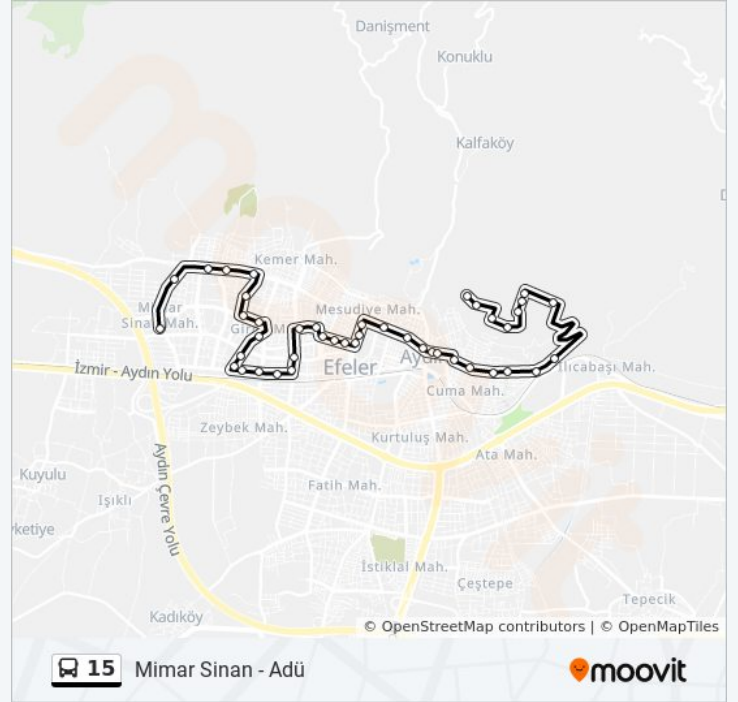 Danişment
Konuklu
Kalfaköy
Kemer Mah.
Mesudiye Mah.
Mimar
Sinan Mah.
Efeler
İzmir - Aydın Yolu
Ilıcabaşı Mah.
Cuma Mah.
Zeybek Mah.
Kurtuluş Mah.
Ata Mah.
Aydın Çevre Yolu
Kuyulu
Işıklı
Fatih Mah.
İstiklal Mah.
Çeştepe
Tepecik
Kadıköy
© OpenStreetMap contributors | © OpenMapTiles
15 Mimar Sinan - Adü
moovit